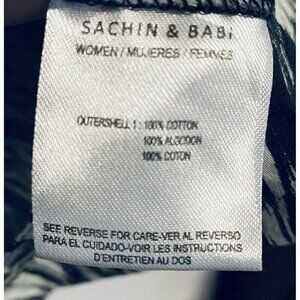 SACHIN & BABI
WOMEN / MUJERES / FEMMES
OUTERSHELL 1 : 100% COTTON
100% ALGODON
100% COTON
SEE REVERSE FOR CARE-VER AL REVERSO
PARA EL CUIDADO-VOIR LES INSTRUCTIONS
D'ENTRETIEN AU DOS